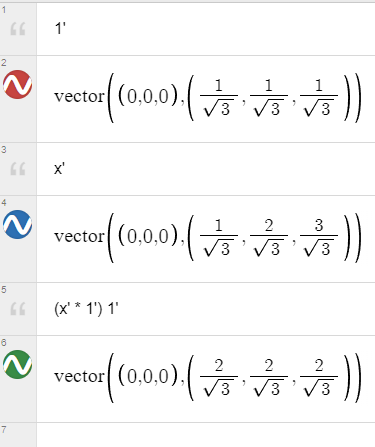 1
1'
2
vector((0,0,0),(1/√3,1/√3,1/√3))
3
x'
4
vector((0,0,0),(1/√3,2/√3,3/√3))
5
(x' * 1') 1'
6
vector((0,0,0),(2/√3,2/√3,2/√3))
7